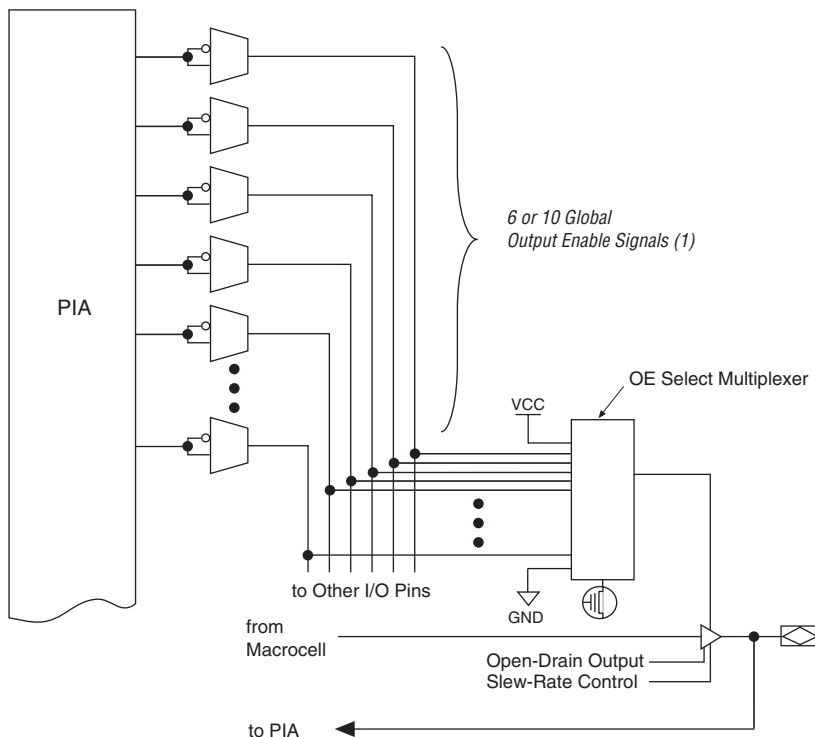 PIA
6 or 10 Global
Output Enable Signals (1)
OE Select Multiplexer
VCC
to Other I/O Pins
GND
from
Macrocell
Open-Drain Output
Slew-Rate Control
to PIA